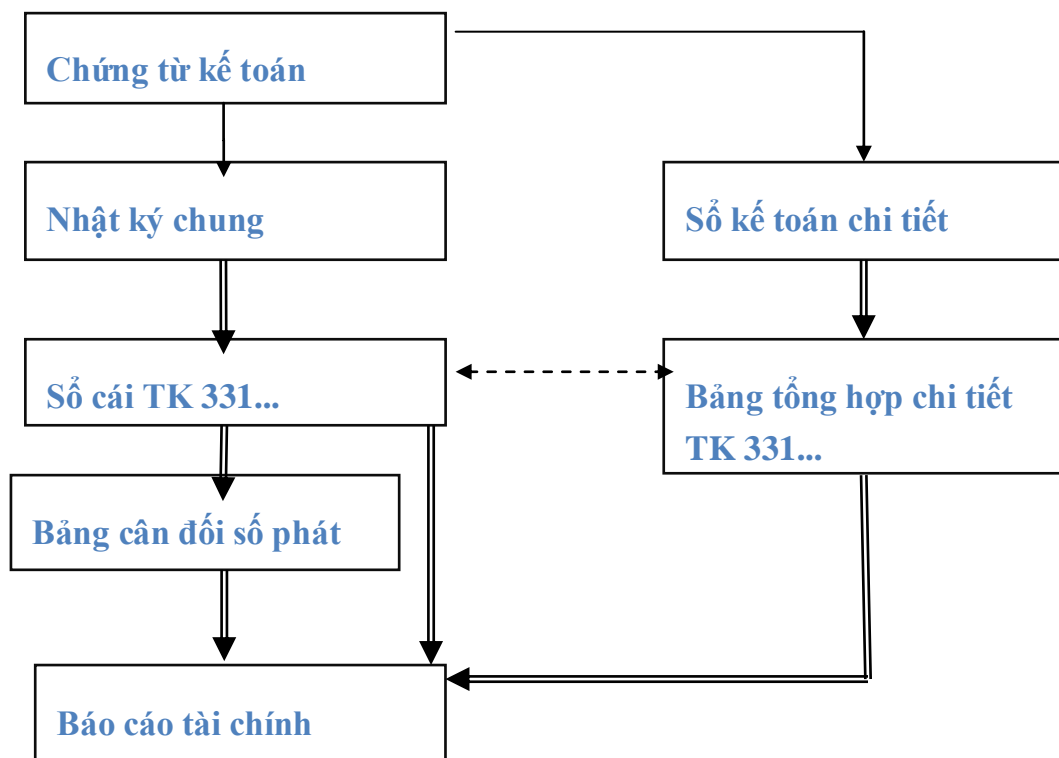 Chứng từ kế toán
Nhật ký chung
Sổ kế toán chi tiết
Sổ cái TK 331...
Bảng tổng hợp chi tiết
TK 331...
Bảng cân đối số phát
Báo cáo tài chính